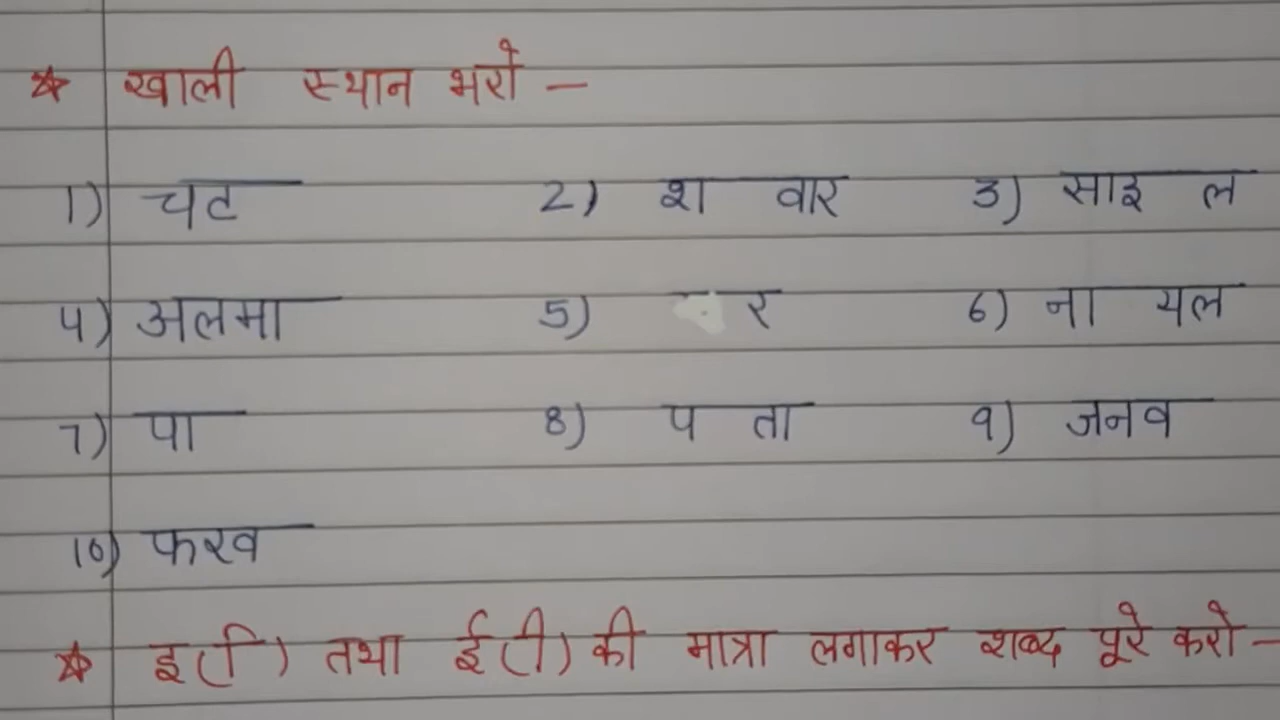 * खाली स्थान भरो –
1) चट 2) श वार 3) साइ ल
4) अलमा 5) र 6) ना यल
7) पा 8) प ता 9) जनव
10) फरव
* इ(ि) तथा ई(ी) की मात्रा लगाकर शब्द पूरे करो –